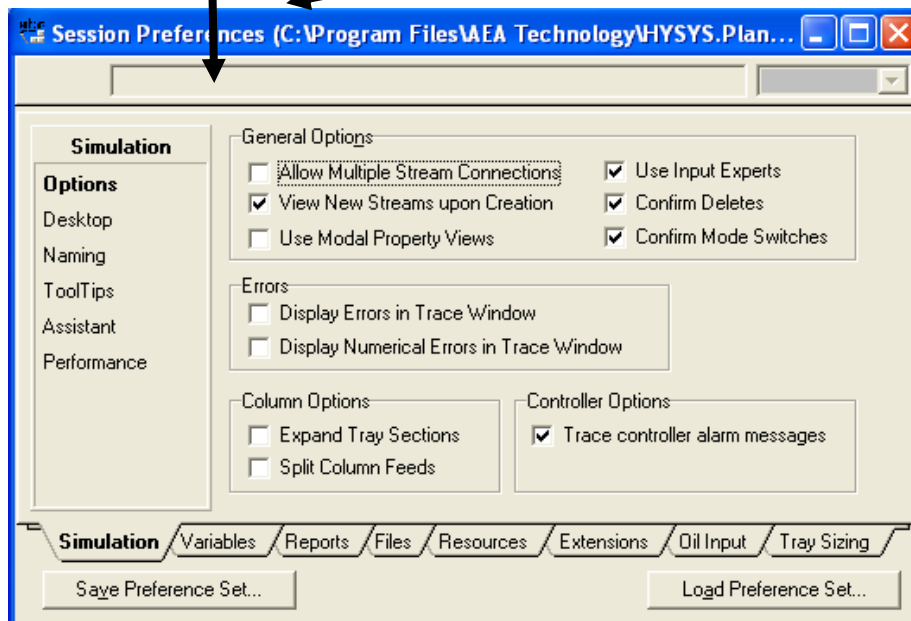 Session Preferences (C:\Program Files\AEA Technology\HYSYS.Plan...
Simulation
Options
Desktop
Naming
ToolTips
Assistant
Performance
General Options
Allow Multiple Stream Connections
View New Streams upon Creation
Use Modal Property Views
Use Input Experts
Confirm Deletes
Confirm Mode Switches
Errors
Display Errors in Trace Window
Display Numerical Errors in Trace Window
Column Options
Expand Tray Sections
Split Column Feeds
Controller Options
Trace controller alarm messages
Simulation Variables Reports Files Resources Extensions Oil Input Tray Sizing
Save Preference Set... Load Preference Set...